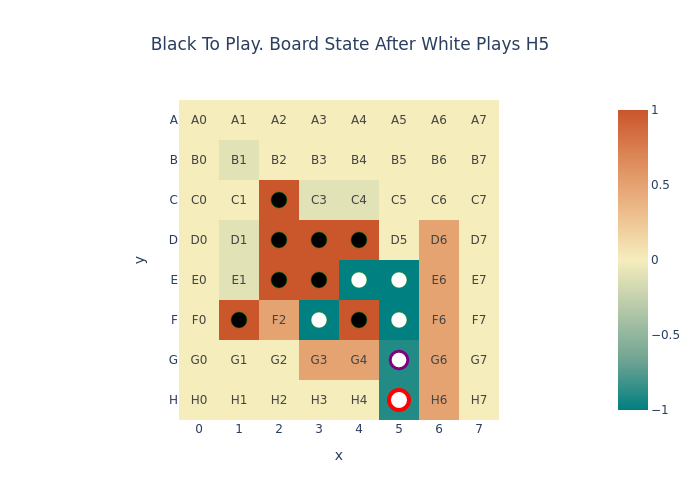 Black To Play. Board State After White Plays H5
A A0 A1 A2 A3 A4 A5 A6 A7
B B0 B1 B2 B3 B4 B5 B6 B7
C C0 C1 C3 C4 C5 C6 C7
D D0 D1 D5 D6 D7
E E0 E1 E6 E7
F F0 F2 F6 F7
G G0 G1 G2 G3 G4 G6 G7
H H0 H1 H2 H3 H4 H6 H7
0 1 2 3 4 5 6 7
x
y
1
0.5
0
−0.5
−1